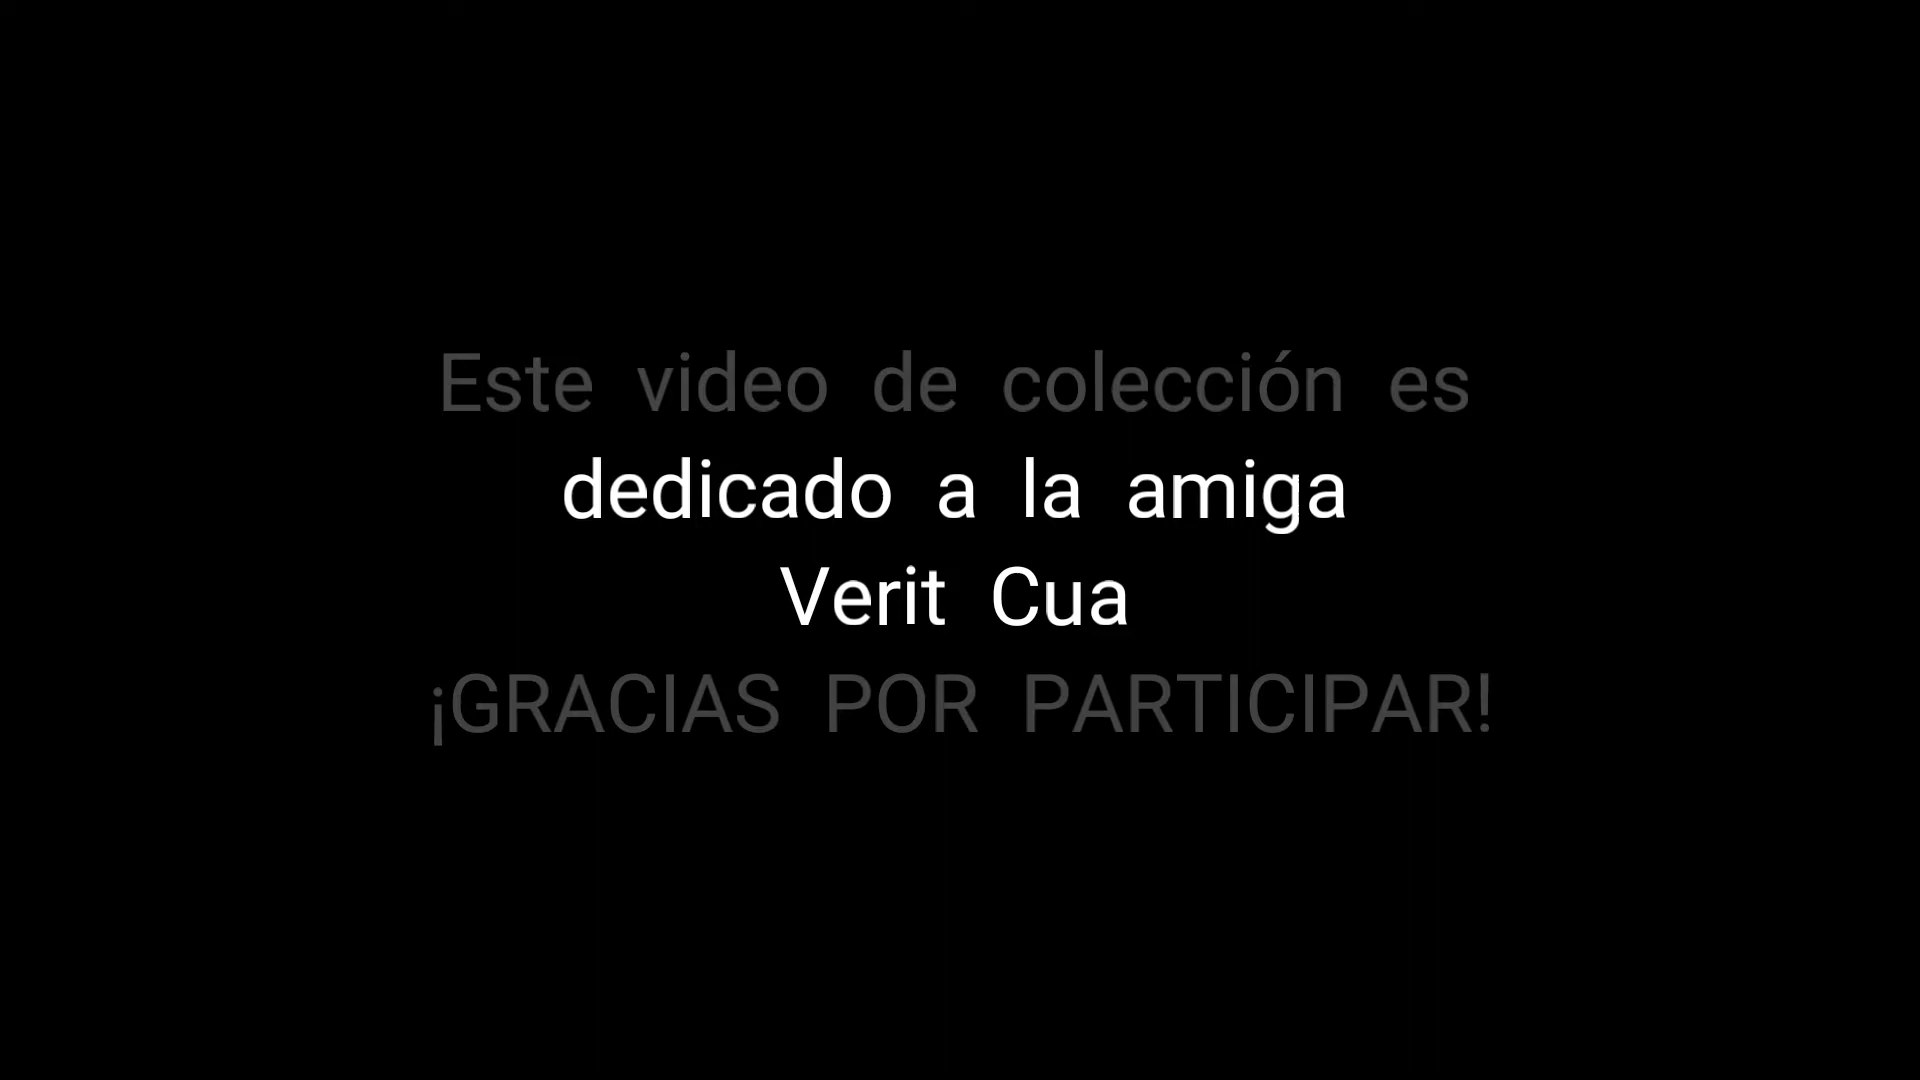 Este video de colección es
dedicado a la amiga
Verit Cua
¡GRACIAS POR PARTICIPAR!